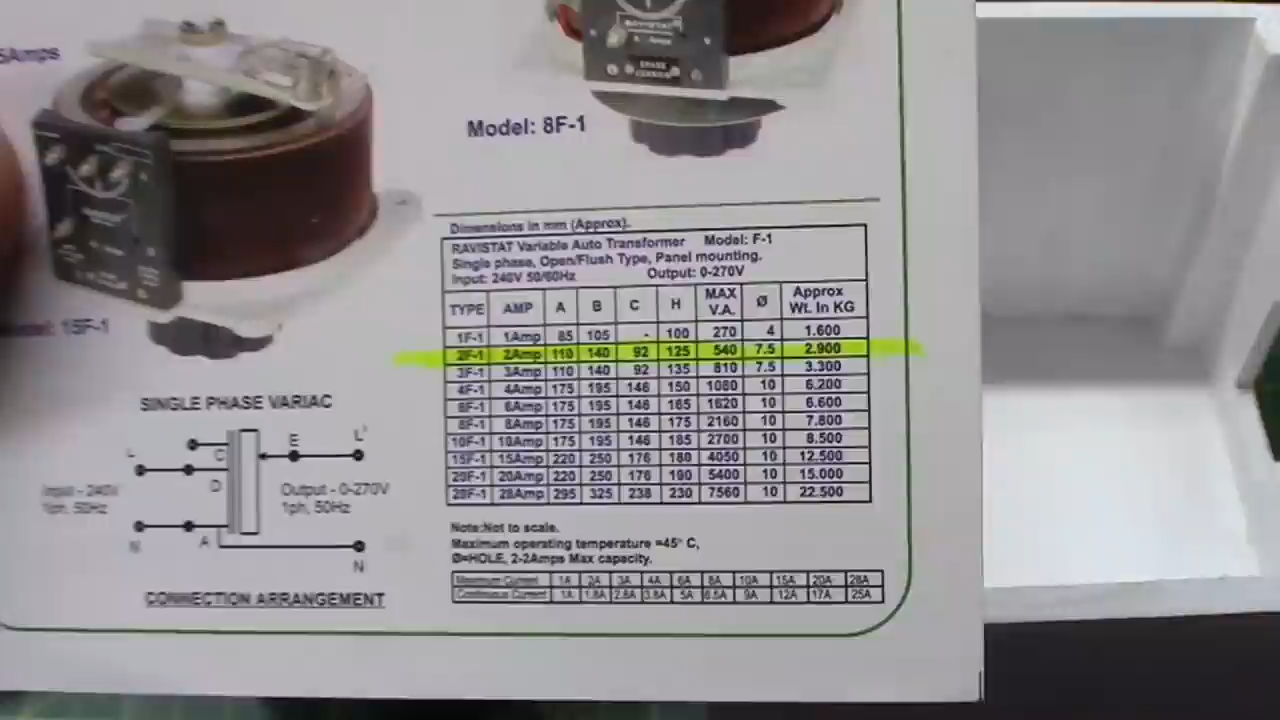 5Amps
Model: 8F-1
15F-1
Dimensions in mm (Approx).
RAVISTAT Variable Auto Transformer Model: F-1
Single phase, Open/Flush Type, Panel mounting.
Input: 240V 50/60Hz Output: 0-270V
TYPE AMP A B C H MAX V.A. Ø Approx Wt. In KG
1F-1 1Amp 85 105 - 100 270 4 1.600
2F-1 2Amp 110 140 92 125 540 7.5 2.900
3F-1 3Amp 110 140 92 135 810 7.5 3.300
4F-1 4Amp 175 195 146 150 1080 10 6.200
6F-1 6Amp 175 195 146 165 1620 10 6.600
8F-1 8Amp 175 195 146 175 2160 10 7.800
10F-1 10Amp 175 195 146 185 2700 10 8.500
15F-1 15Amp 220 250 176 180 4050 10 12.500
20F-1 20Amp 220 250 176 190 5400 10 15.000
28F-1 28Amp 295 325 238 230 7560 10 22.500
Note:Not to scale.
Maximum operating temperature =45° C,
Ø=HOLE, 2-2Amps Max capacity.
Maximum Current 1A 2A 3A 4A 6A 8A 10A 15A 20A 28A
Continuous Current 1A 1.8A 2.8A 3.8A 5A 6.5A 9A 12A 17A 25A
SINGLE PHASE VARIAC
L C E L'
D
Input - 240V
1ph, 50Hz
Output - 0-270V
1ph, 50Hz
N A
N
CONNECTION ARRANGEMENT